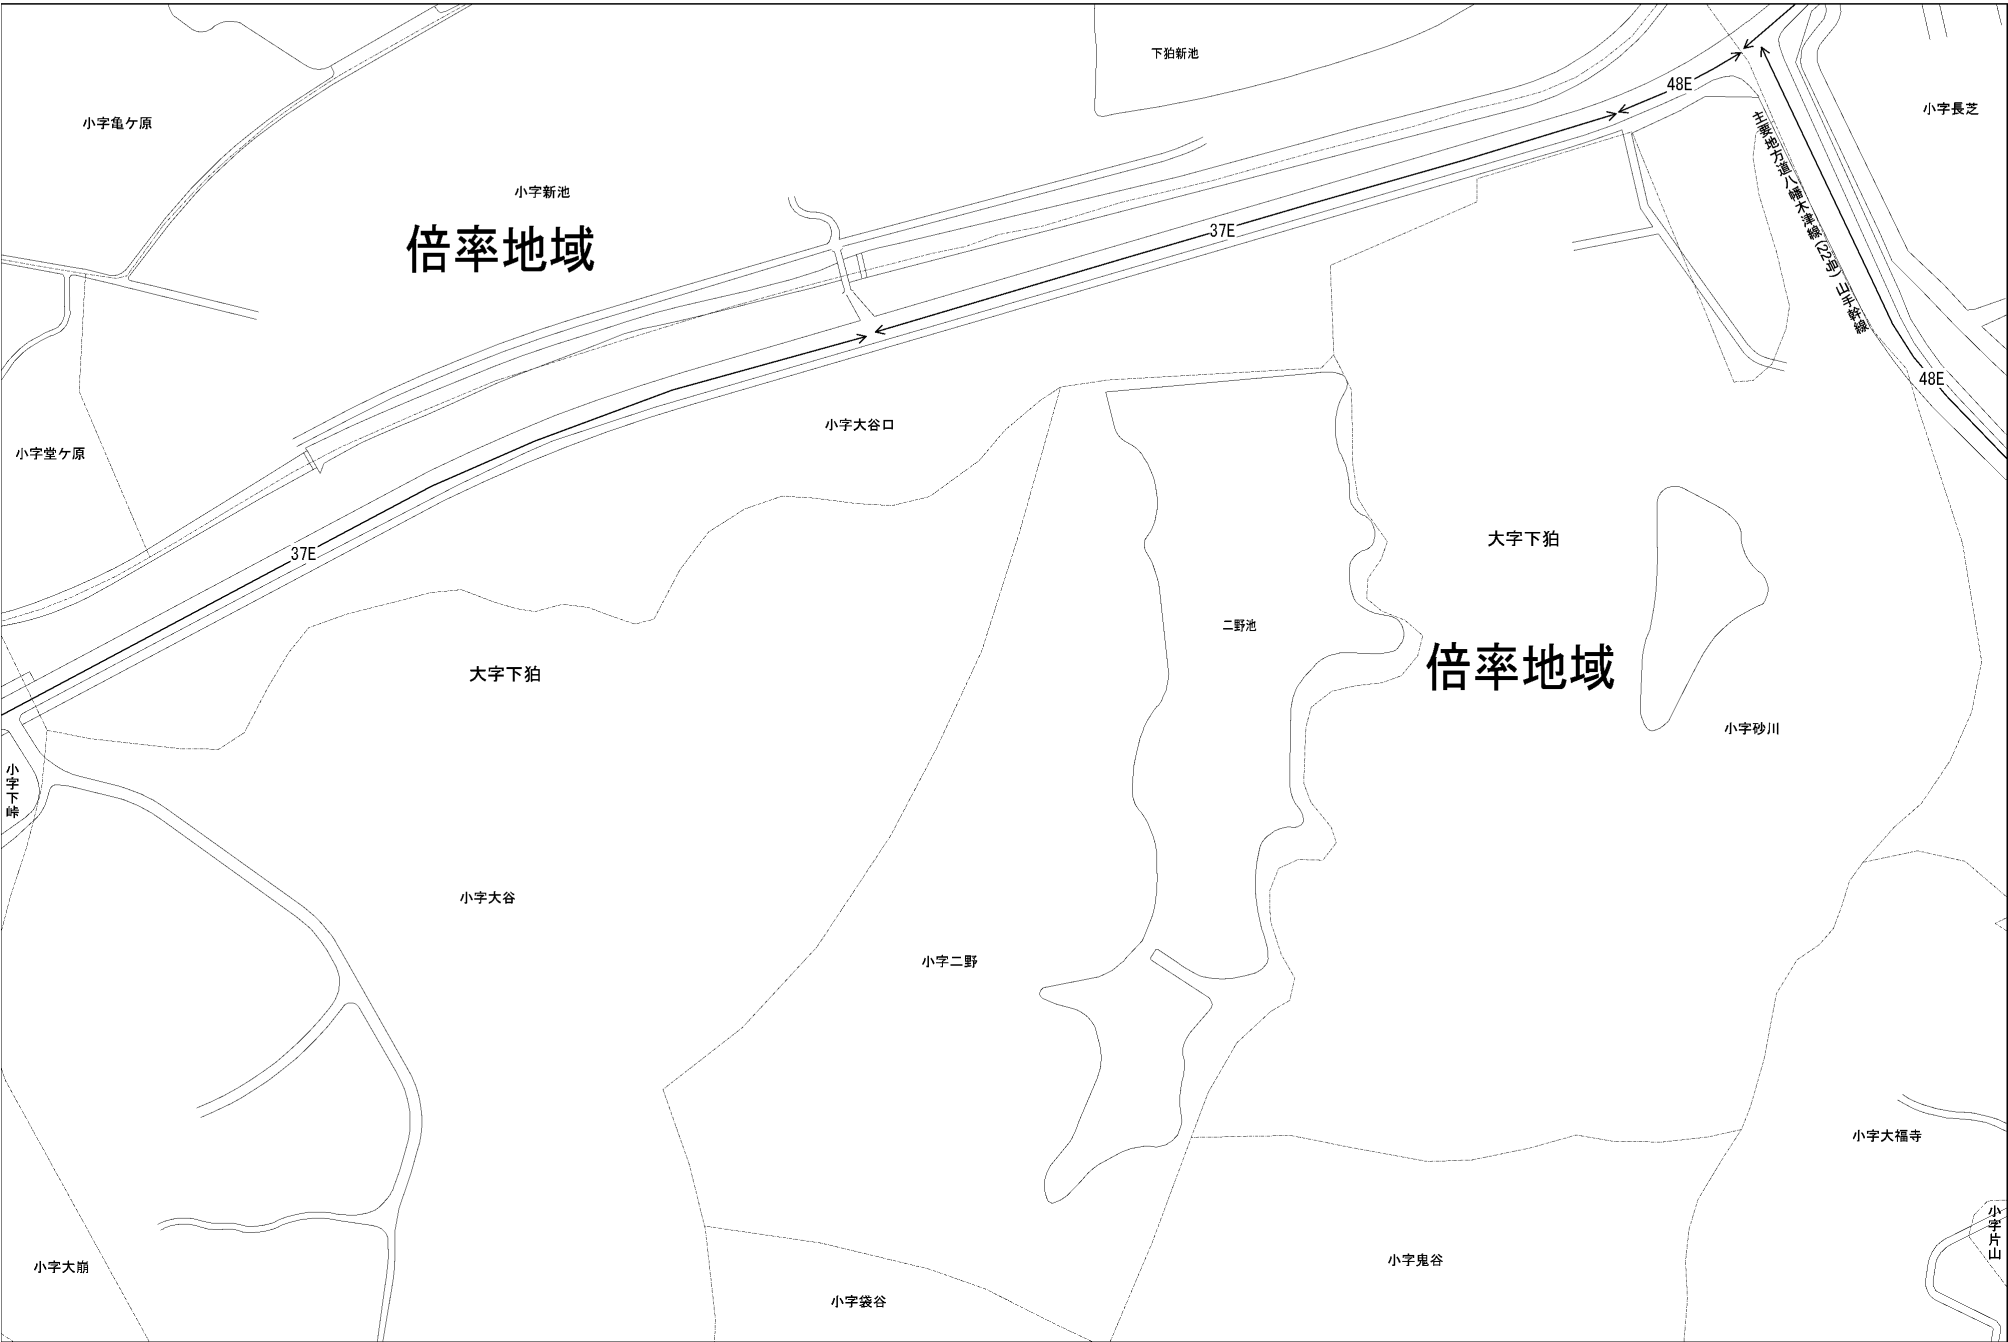 下狛新池
48E
小字長芝
小字亀ケ原
主要地方道八幡木津線(22号) 山手幹線
小字新池
倍率地域
37E
48E
小字大谷口
小字堂ケ原
大字下狛
37E
二野池
倍率地域
大字下狛
小字砂川
小字下峠
小字大谷
小字二野
小字大福寺
小字片山
小字大崩
小字鬼谷
小字袋谷